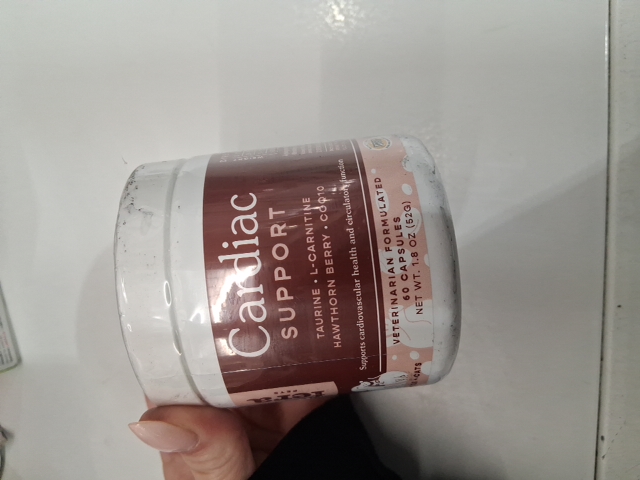 Cardiac
SUPPORT
TAURINE • L-CARNITINE
HAWTHORN BERRY • COQ10
Supports cardiovascular health and circulatory function
VETERINARIAN FORMULATED
60 CAPSULES
NET WT. 1.8 OZ (52G)
CATS